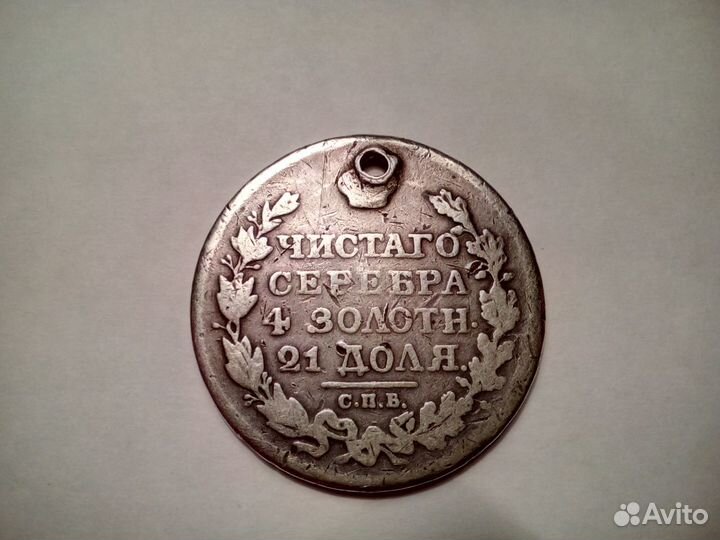 ЧИСТАГО
СЕРЕБРА
4 ЗОЛОТН.
21 ДОЛЯ.
С.П.Б.
Avito